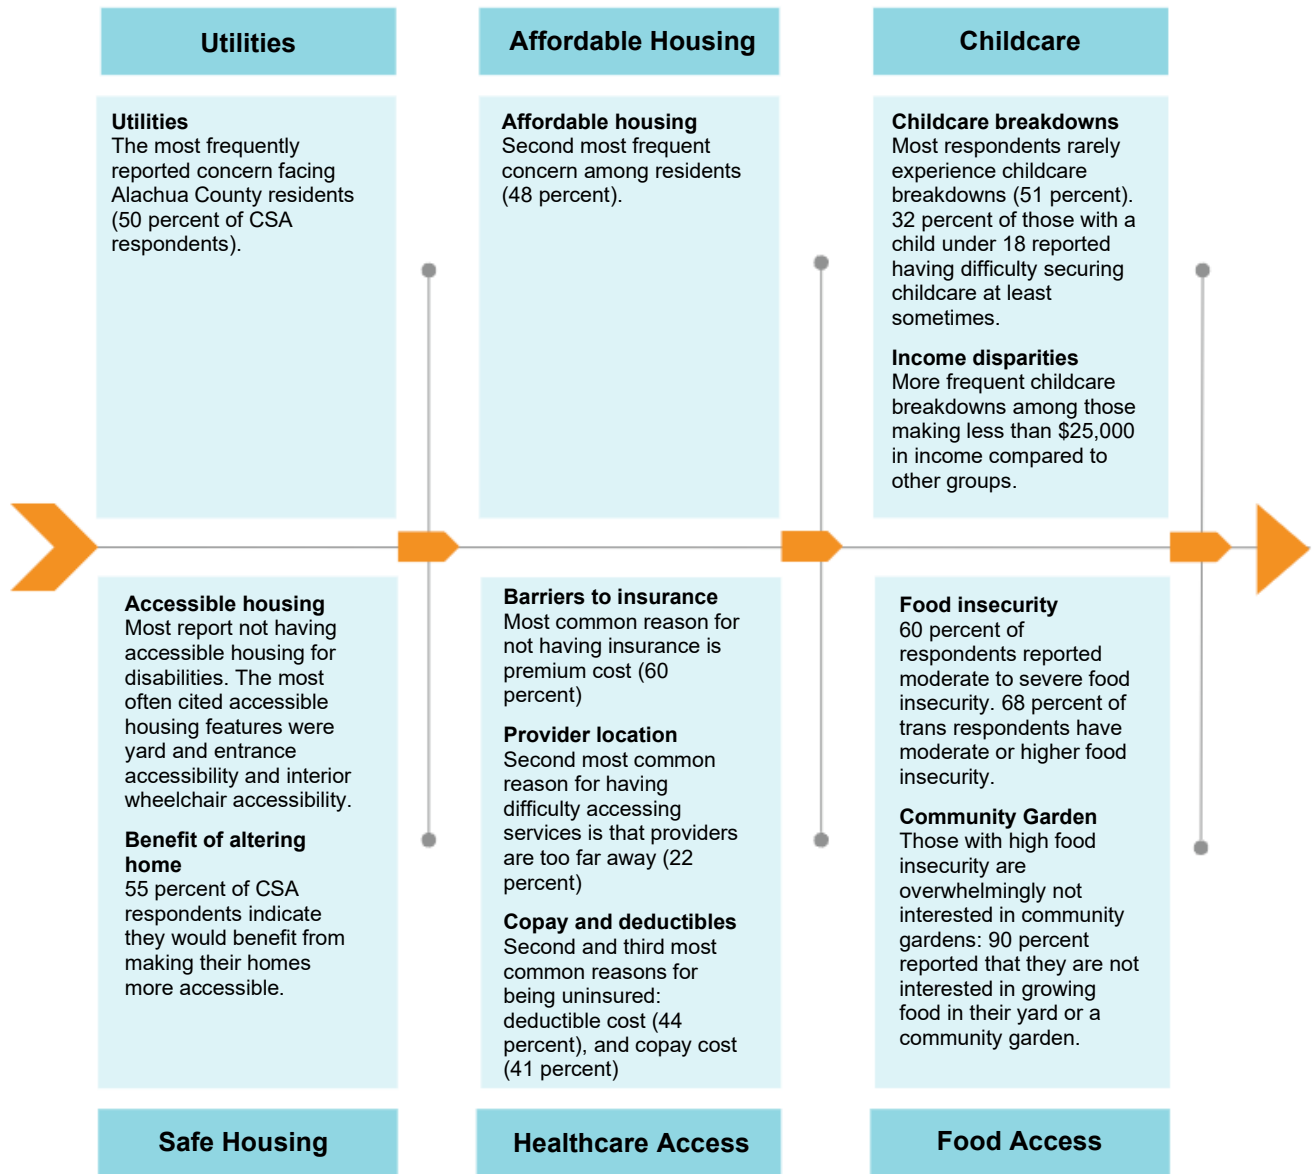 Utilities
Affordable Housing
Childcare
Utilities
The most frequently
reported concern facing
Alachua County residents
(50 percent of CSA
respondents).
Affordable housing
Second most frequent
concern among residents
(48 percent).
Childcare breakdowns
Most respondents rarely
experience childcare
breakdowns (51 percent).
32 percent of those with a
child under 18 reported
having difficulty securing
childcare at least
sometimes.
Income disparities
More frequent childcare
breakdowns among those
making less than $25,000
in income compared to
other groups.
Accessible housing
Most report not having
accessible housing for
disabilities. The most
often cited accessible
housing features were
yard and entrance
accessibility and interior
wheelchair accessibility.
Benefit of altering
home
55 percent of CSA
respondents indicate
they would benefit from
making their homes
more accessible.
Barriers to insurance
Most common reason for
not having insurance is
premium cost (60
percent)
Provider location
Second most common
reason for having
difficulty accessing
services is that providers
are too far away (22
percent)
Copay and deductibles
Second and third most
common reasons for
being uninsured:
deductible cost (44
percent), and copay cost
(41 percent)
Food insecurity
60 percent of
respondents reported
moderate to severe food
insecurity. 68 percent of
trans respondents have
moderate or higher food
insecurity.
Community Garden
Those with high food
insecurity are
overwhelmingly not
interested in community
gardens: 90 percent
reported that they are not
interested in growing
food in their yard or a
community garden.
Safe Housing
Healthcare Access
Food Access